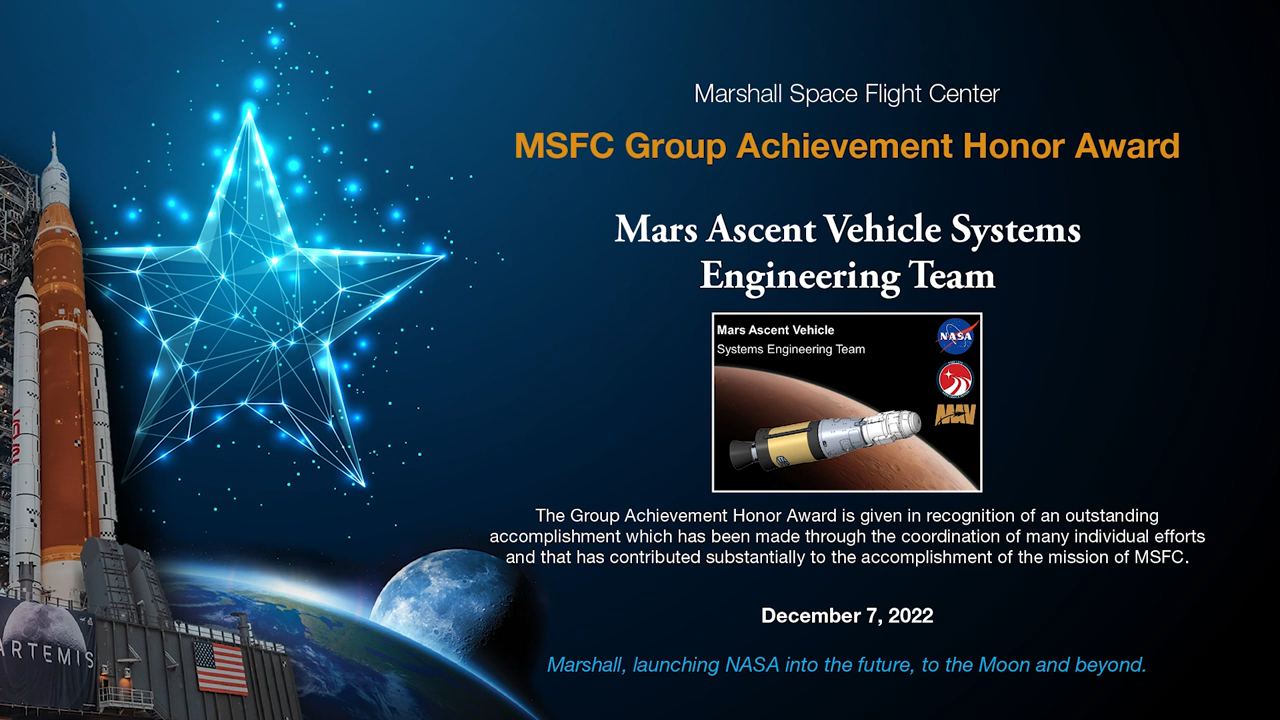 Marshall Space Flight Center
MSFC Group Achievement Honor Award
Mars Ascent Vehicle Systems
Engineering Team
Mars Ascent Vehicle
Systems Engineering Team
NASA
MAV
The Group Achievement Honor Award is given in recognition of an outstanding
accomplishment which has been made through the coordination of many individual efforts
and that has contributed substantially to the accomplishment of the mission of MSFC.
December 7, 2022
Marshall, launching NASA into the future, to the Moon and beyond.
ARTEMIS